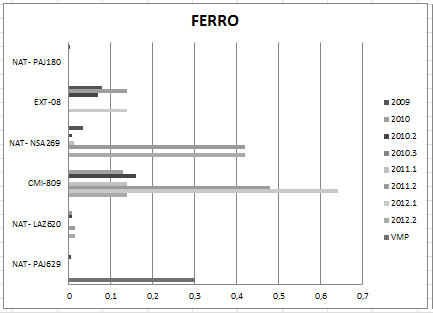 FERRO
NAT- PAJ180
EXT-08
NAT- NSA269
CMI-809
NAT- LAZ620
NAT- PAJ629
0
0,1
0,2
0,3
0,4
0,5
0,6
0,7
2009
2010
2010.2
2010.3
2011.1
2011.2
2012.1
2012.2
VMP